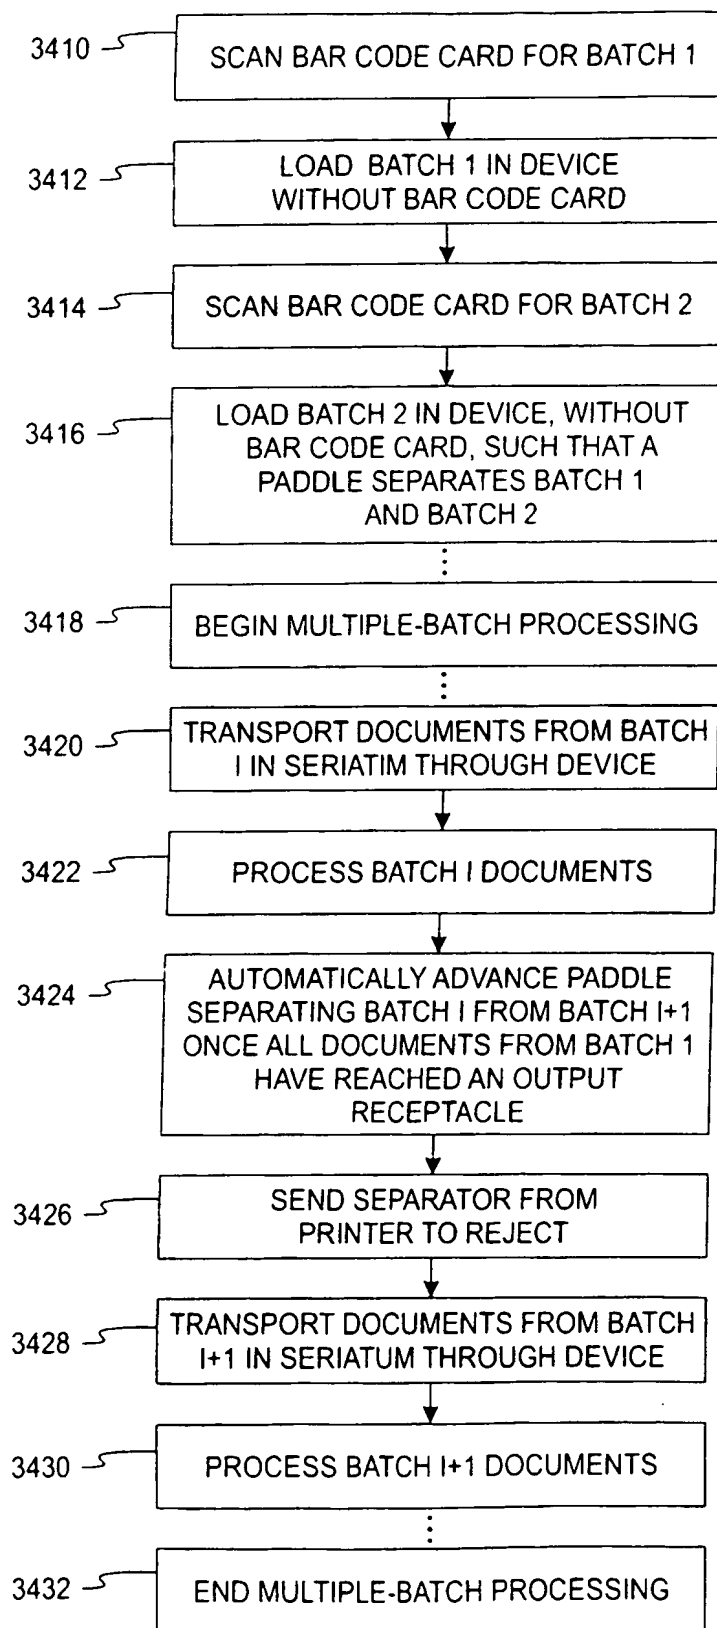 3410
SCAN BAR CODE CARD FOR BATCH 1
3412
LOAD BATCH 1 IN DEVICE
WITHOUT BAR CODE CARD
3414
SCAN BAR CODE CARD FOR BATCH 2
3416
LOAD BATCH 2 IN DEVICE, WITHOUT
BAR CODE CARD, SUCH THAT A
PADDLE SEPARATES BATCH 1
AND BATCH 2
3418
BEGIN MULTIPLE-BATCH PROCESSING
3420
TRANSPORT DOCUMENTS FROM BATCH
I IN SERIATIM THROUGH DEVICE
3422
PROCESS BATCH I DOCUMENTS
3424
AUTOMATICALLY ADVANCE PADDLE
SEPARATING BATCH I FROM BATCH I+1
ONCE ALL DOCUMENTS FROM BATCH 1
HAVE REACHED AN OUTPUT
RECEPTACLE
3426
SEND SEPARATOR FROM
PRINTER TO REJECT
3428
TRANSPORT DOCUMENTS FROM BATCH
I+1 IN SERIATUM THROUGH DEVICE
3430
PROCESS BATCH I+1 DOCUMENTS
3432
END MULTIPLE-BATCH PROCESSING